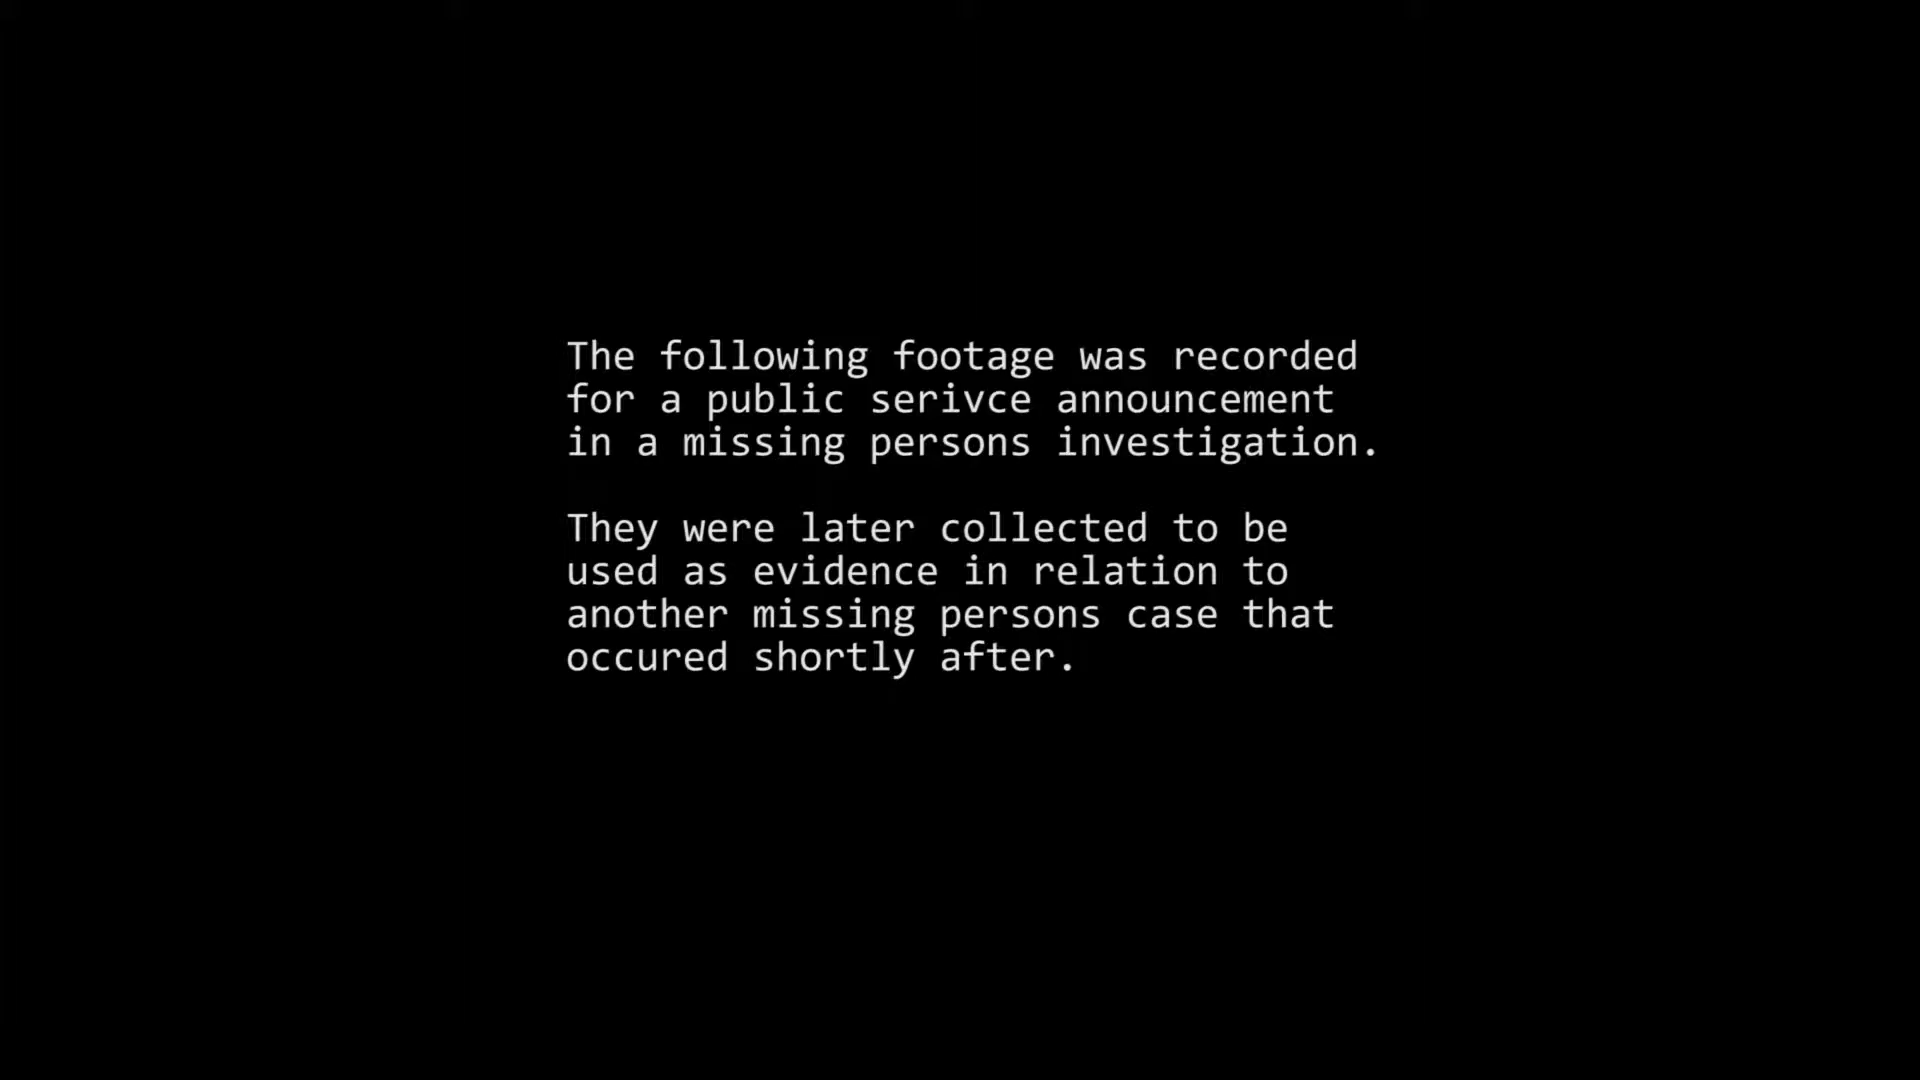 The following footage was recorded
for a public serivce announcement
in a missing persons investigation.
They were later collected to be
used as evidence in relation to
another missing persons case that
occured shortly after.